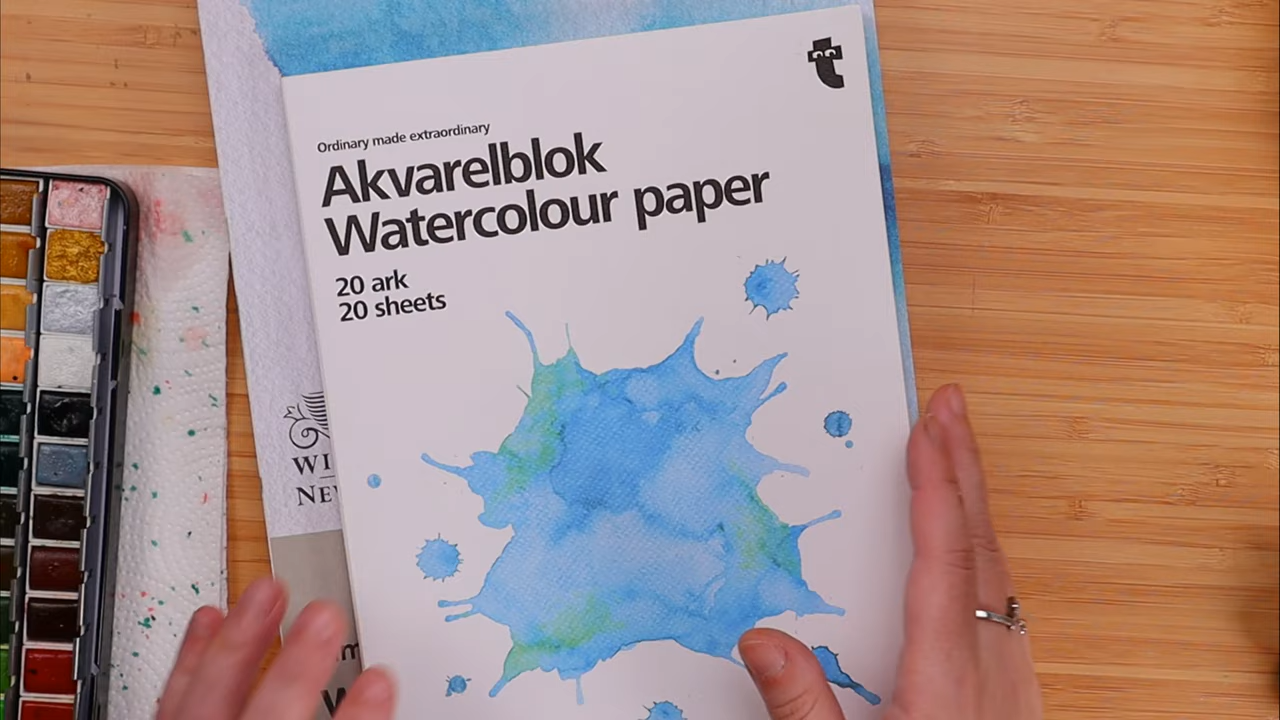 Ordinary made extraordinary
Akvarelblok
Watercolour paper
20 ark
20 sheets